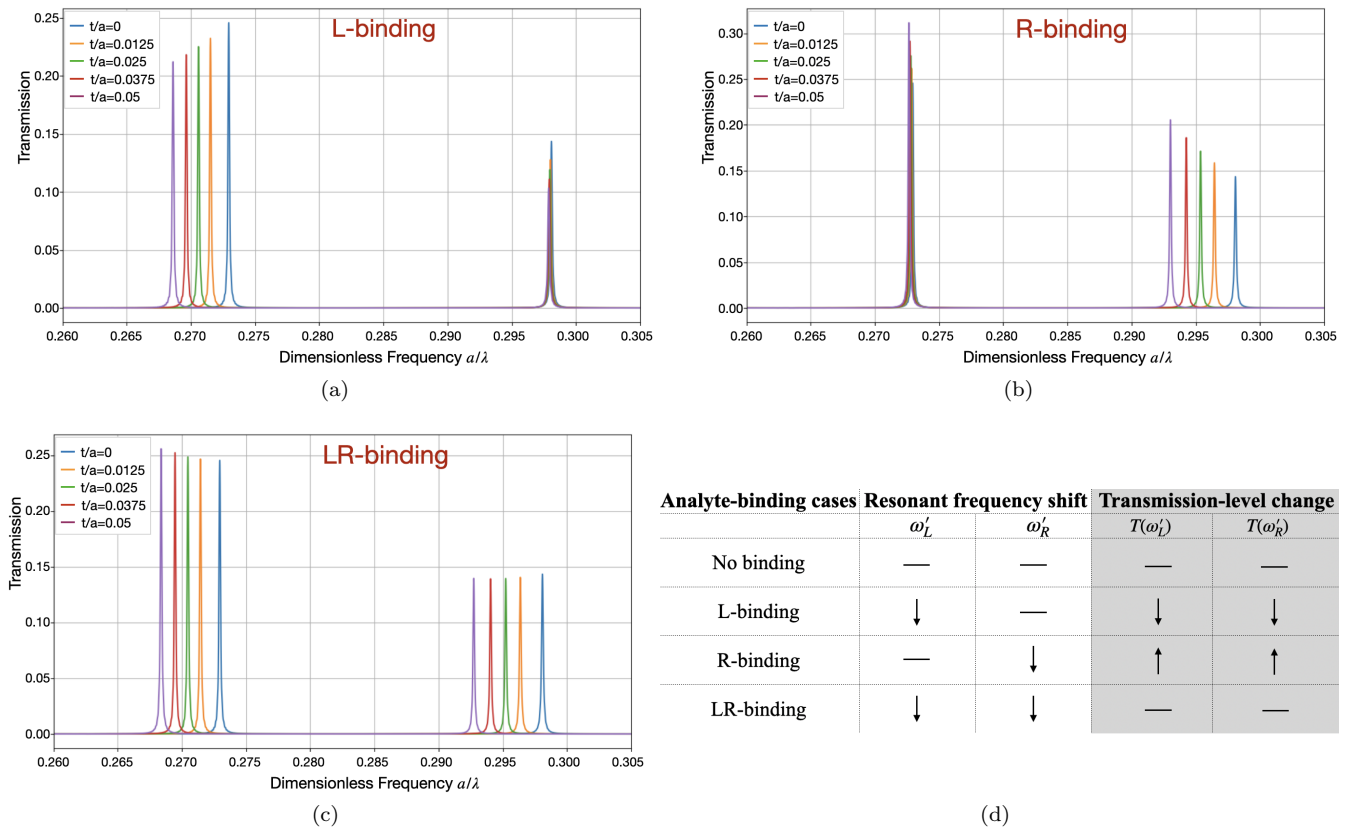 L-binding
t/a=0
t/a=0.0125
t/a=0.025
t/a=0.0375
t/a=0.05
Transmission
0.25
0.20
0.15
0.10
0.05
0.00
0.260 0.265 0.270 0.275 0.280 0.285 0.290 0.295 0.300 0.305
Dimensionless Frequency a/λ
(a)
R-binding
t/a=0
t/a=0.0125
t/a=0.025
t/a=0.0375
t/a=0.05
Transmission
0.30
0.25
0.20
0.15
0.10
0.05
0.00
0.260 0.265 0.270 0.275 0.280 0.285 0.290 0.295 0.300 0.305
Dimensionless Frequency a/λ
(b)
LR-binding
t/a=0
t/a=0.0125
t/a=0.025
t/a=0.0375
t/a=0.05
Transmission
0.25
0.20
0.15
0.10
0.05
0.00
0.260 0.265 0.270 0.275 0.280 0.285 0.290 0.295 0.300 0.305
Dimensionless Frequency a/λ
(c)
Analyte-binding cases Resonant frequency shift Transmission-level change
ω′L ω′R T(ω′L) T(ω′R)
No binding — — — —
L-binding ↓ — ↓ ↓
R-binding — ↓ ↑ ↑
LR-binding ↓ ↓ — —
(d)